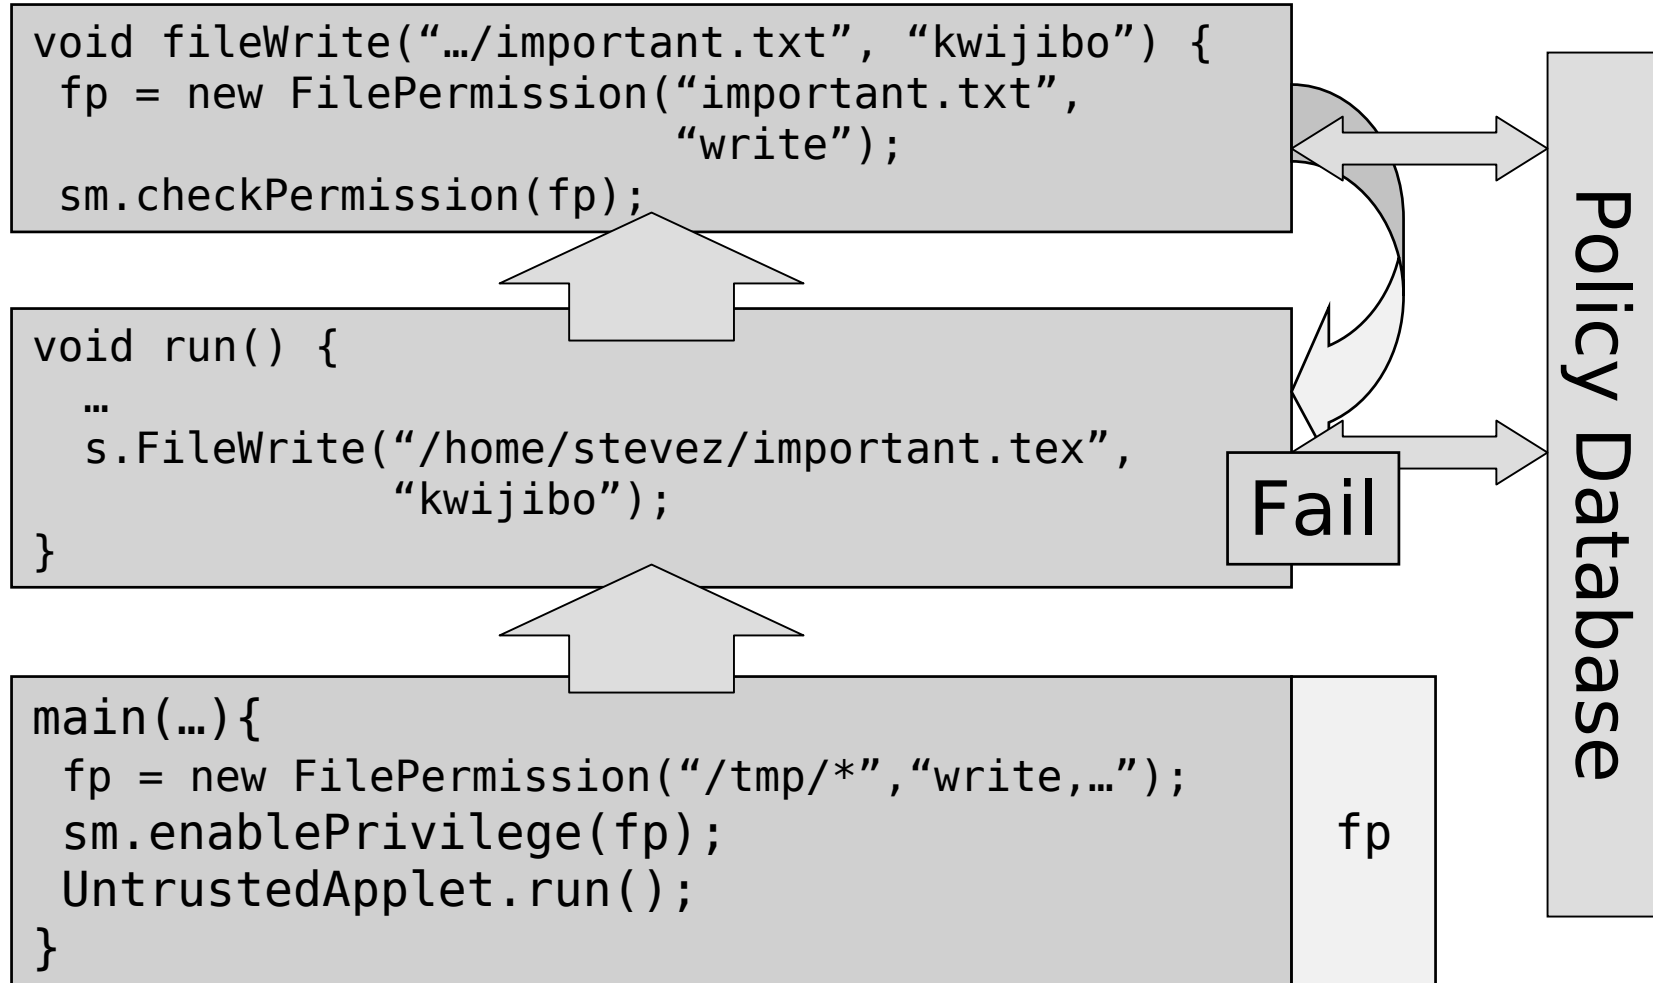 void fileWrite(“…/important.txt”, “kwijibo”) {
fp = new FilePermission(“important.txt”,
“write”);
sm.checkPermission(fp);
void run() {
…
s.FileWrite(“/home/stevez/important.tex”,
“kwijibo”);
}
Fail
main(…){
fp = new FilePermission(“/tmp/*”,“write,…”);
sm.enablePrivilege(fp);
UntrustedApplet.run();
}
fp
Policy Database